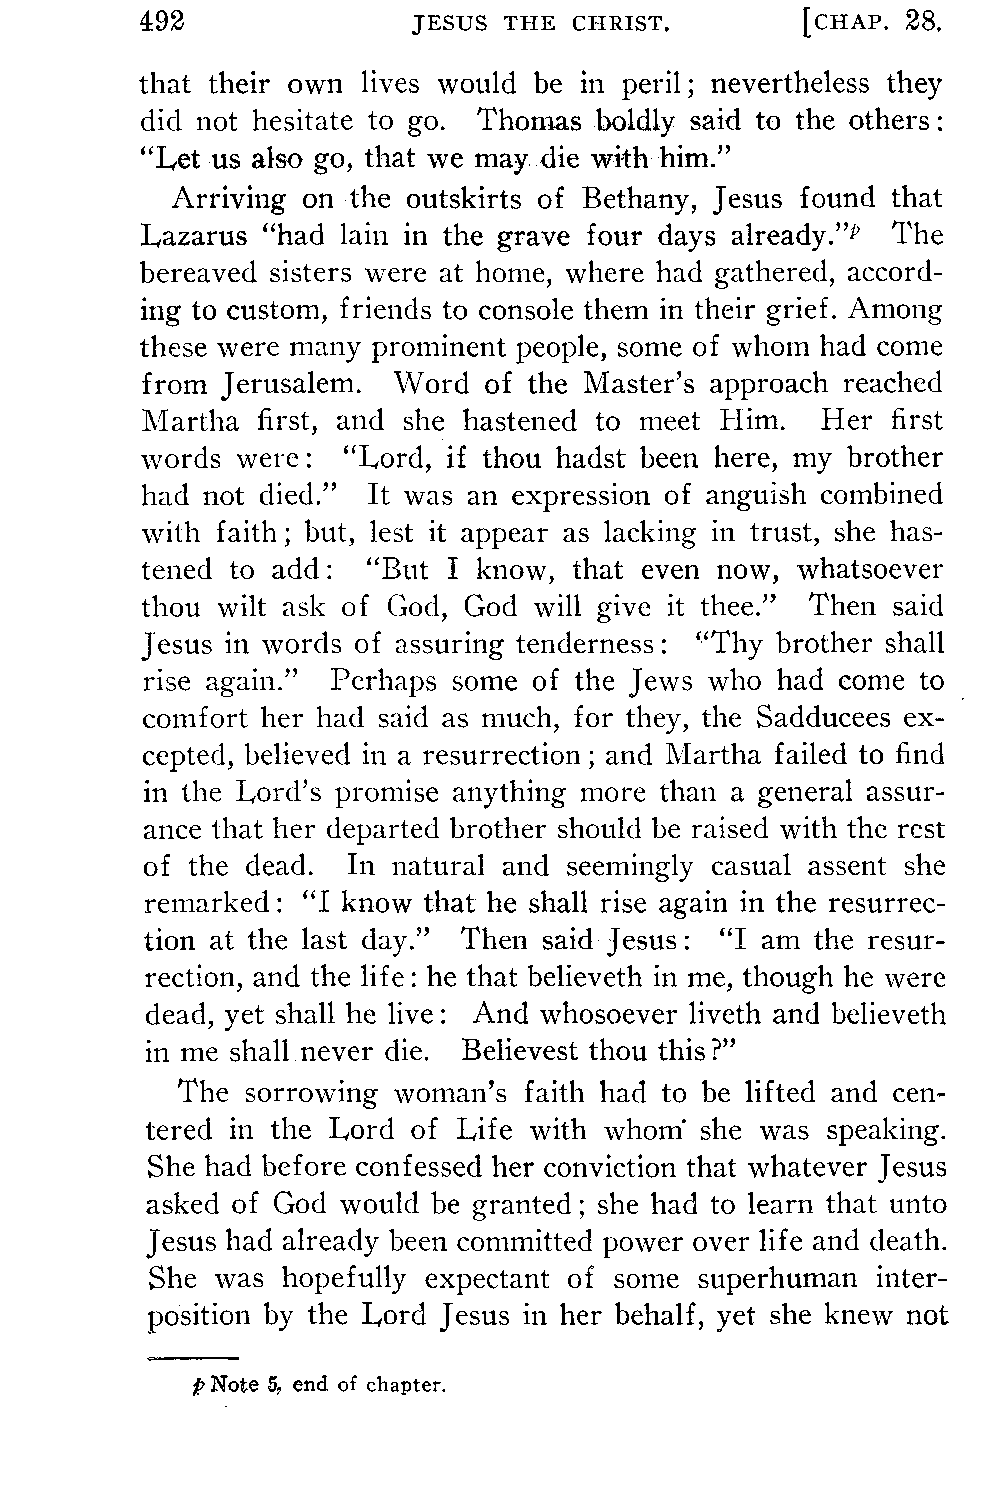 492 JESUS THE CHRIST. [CHAP. 28.
that their own lives would be in peril; nevertheless they
did not hesitate to go. Thomas boldly said to the others:
“Let us also go, that we may die with him.”
Arriving on the outskirts of Bethany, Jesus found that
Lazarus “had lain in the grave four days already.”p The
bereaved sisters were at home, where had gathered, accord-
ing to custom, friends to console them in their grief. Among
these were many prominent people, some of whom had come
from Jerusalem. Word of the Master’s approach reached
Martha first, and she hastened to meet Him. Her first
words were: “Lord, if thou hadst been here, my brother
had not died.” It was an expression of anguish combined
with faith; but, lest it appear as lacking in trust, she has-
tened to add: “But I know, that even now, whatsoever
thou wilt ask of God, God will give it thee.” Then said
Jesus in words of assuring tenderness: “Thy brother shall
rise again.” Perhaps some of the Jews who had come to
comfort her had said as much, for they, the Sadducees ex-
cepted, believed in a resurrection; and Martha failed to find
in the Lord’s promise anything more than a general assur-
ance that her departed brother should be raised with the rest
of the dead. In natural and seemingly casual assent she
remarked: “I know that he shall rise again in the resurrec-
tion at the last day.” Then said Jesus: “I am the resur-
rection, and the life: he that believeth in me, though he were
dead, yet shall he live: And whosoever liveth and believeth
in me shall never die. Believest thou this?”
The sorrowing woman’s faith had to be lifted and cen-
tered in the Lord of Life with whom she was speaking.
She had before confessed her conviction that whatever Jesus
asked of God would be granted; she had to learn that unto
Jesus had already been committed power over life and death.
She was hopefully expectant of some superhuman inter-
position by the Lord Jesus in her behalf, yet she knew not
p Note 5, end of chapter.